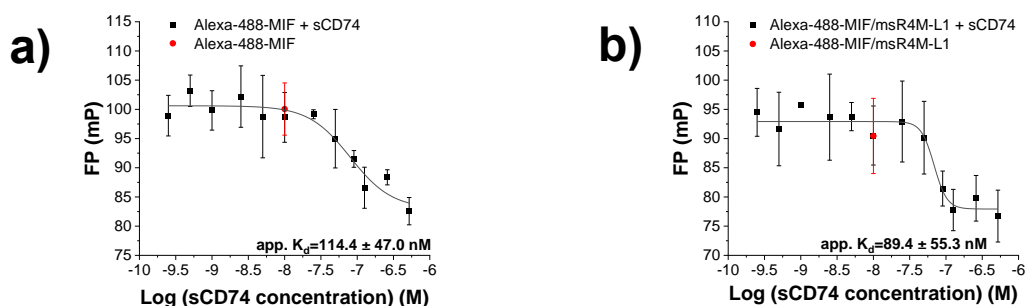 a)
Alexa-488-MIF + sCD74
Alexa-488-MIF
115
110
105
100
95
90
85
80
75
FP (mP)
app. Kd=114.4 ± 47.0 nM
-10 -9.5 -9 -8.5 -8 -7.5 -7 -6.5 -6
Log (sCD74 concentration) (M)
b)
Alexa-488-MIF/msR4M-L1 + sCD74
Alexa-488-MIF/msR4M-L1
110
105
100
95
90
85
80
75
70
FP (mP)
app. Kd=89.4 ± 55.3 nM
-10 -9.5 -9 -8.5 -8 -7.5 -7 -6.5 -6
Log (sCD74 concentration) (M)